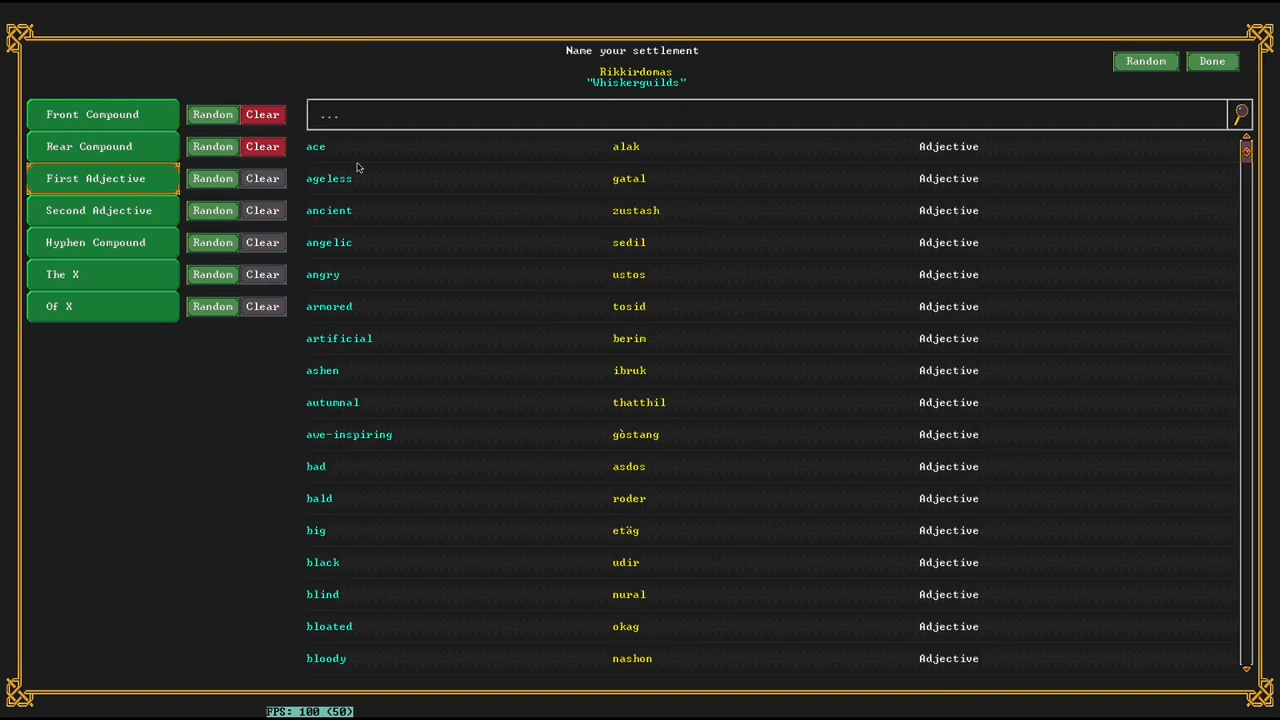 Name your settlement
Rikkirdomas
"Whiskerguilds"
Random Done
Front Compound Random Clear ...
Rear Compound Random Clear ace alak Adjective
First Adjective Random Clear ageless gatal Adjective
Second Adjective Random Clear ancient zustash Adjective
Hyphen Compound Random Clear angelic sedil Adjective
The X Random Clear angry ustos Adjective
Of X Random Clear armored tosid Adjective
artificial berim Adjective
ashen ibruk Adjective
autumnal thatthil Adjective
awe-inspiring gòstang Adjective
bad asdos Adjective
bald roder Adjective
big etäg Adjective
black udir Adjective
blind nural Adjective
bloated okag Adjective
bloody nashon Adjective
FPS: 100 (50)